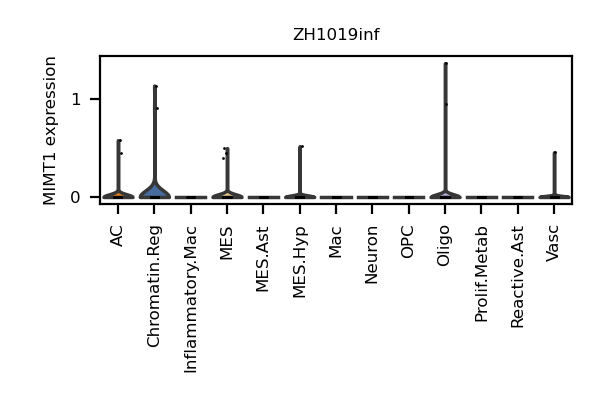 ZH1019inf
MIMT1 expression
1
0
AC
Chromatin.Reg
Inflammatory.Mac
MES
MES.Ast
MES.Hyp
Mac
Neuron
OPC
Oligo
Prolif.Metab
Reactive.Ast
Vasc